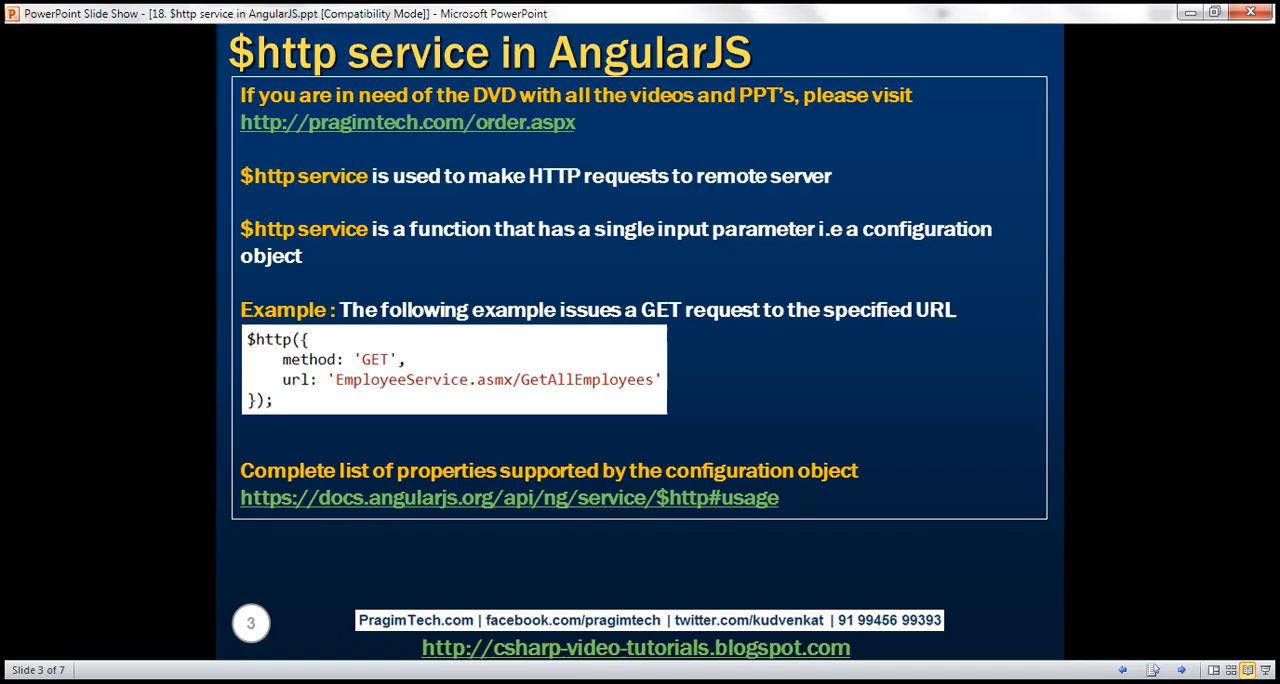 PowerPoint Slide Show - [18. $http service in AngularJS.ppt [Compatibility Mode]] - Microsoft PowerPoint
$http service in AngularJS
If you are in need of the DVD with all the videos and PPT's, please visit
http://pragimtech.com/order.aspx
$http service is used to make HTTP requests to remote server
$http service is a function that has a single input parameter i.e a configuration
object
Example : The following example issues a GET request to the specified URL
$http({
method: 'GET',
url: 'EmployeeService.asmx/GetAllEmployees'
});
Complete list of properties supported by the configuration object
https://docs.angularjs.org/api/ng/service/$http#usage
3
PragimTech.com | facebook.com/pragimtech | twitter.com/kudvenkat | 91 99456 99393
http://csharp-video-tutorials.blogspot.com
Slide 3 of 7